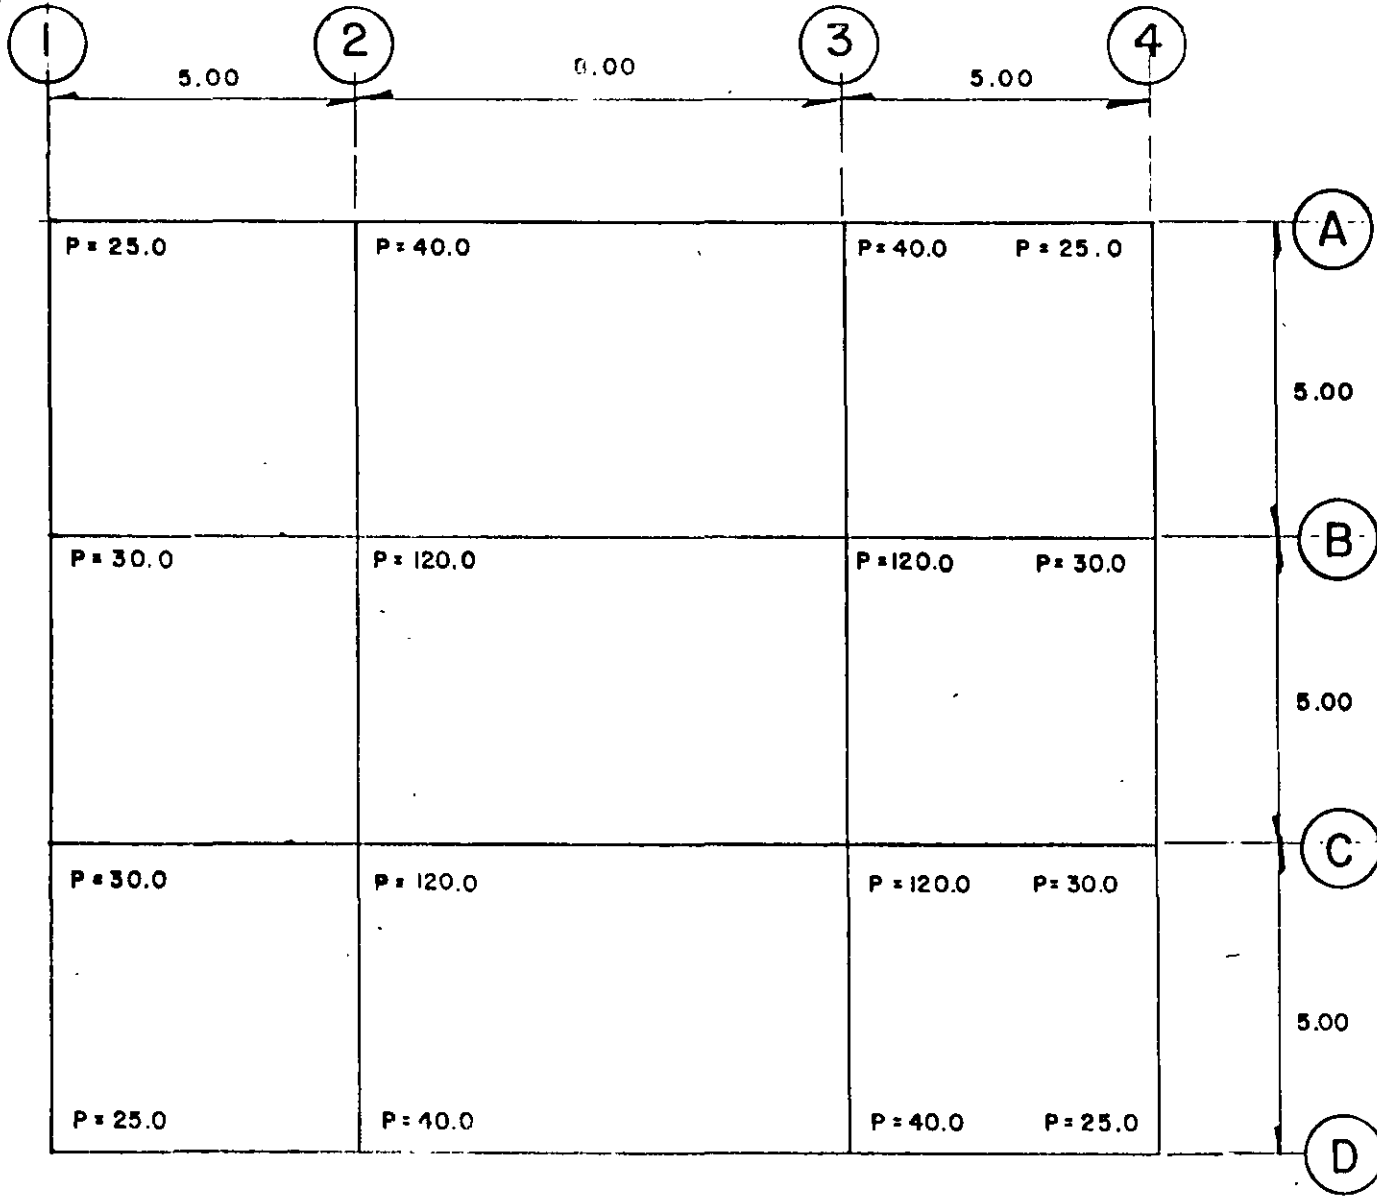 1 2 3 4
5.00 5.00
A
P = 25.0 P = 40.0 P = 40.0 P = 25.0
5.00
B
P = 30.0 P = 120.0 P = 120.0 P = 30.0
5.00
C
P = 30.0 P = 120.0 P = 120.0 P = 30.0
5.00
P = 25.0 P = 40.0 P = 40.0 P = 25.0
D